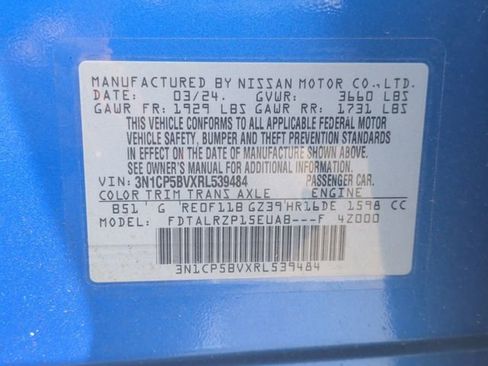 MANUFACTURED BY NISSAN MOTOR CO.,LTD.
DATE: 03/24. GVWR: 3660 LBS
GAWR FR: 1929 LBS GAWR RR: 1731 LBS
THIS VEHICLE CONFORMS TO ALL APPLICABLE FEDERAL MOTOR
VEHICLE SAFETY, BUMPER AND THEFT PREVENTION STANDARDS
IN EFFECT ON THE DATE OF MANUFACTURE SHOWN ABOVE.
SEE OWNER'S MANUAL FOR ADDITIONAL INFORMATION.
VIN: 3N1CP5BVXRL539484 PASSENGER CAR.
COLOR TRIM TRANS AXLE ENGINE
B51 G RE0F11B GZ39 HR16DE 1598 CC
MODEL: FDTALRZP15EUAB---F 4Z000
3N1CP5BVXRL539484